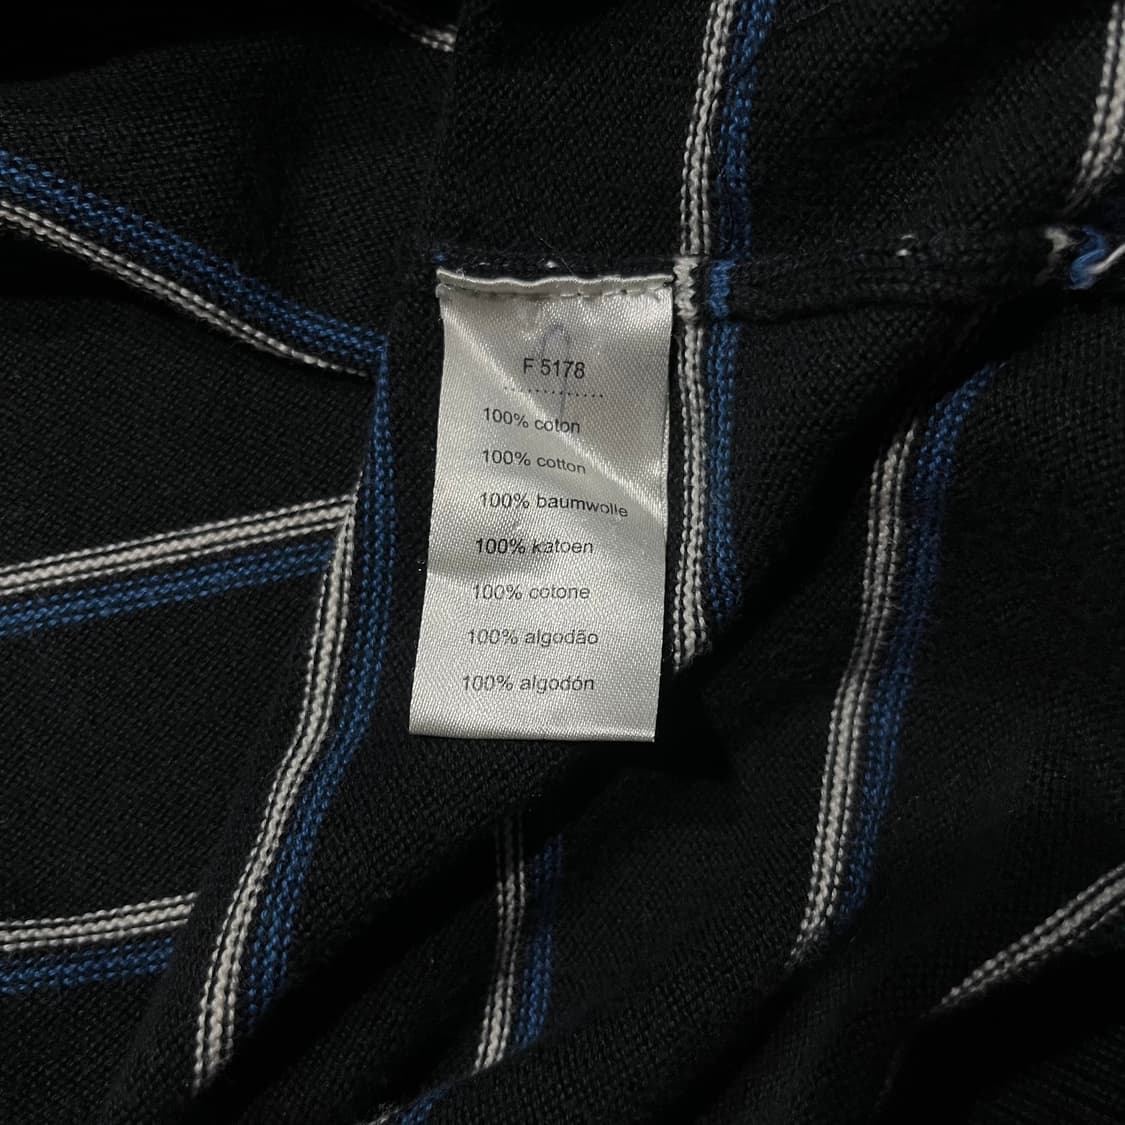 F 5178
100% coton
100% cotton
100% baumwolle
100% katoen
100% cotone
100% algodão
100% algodón